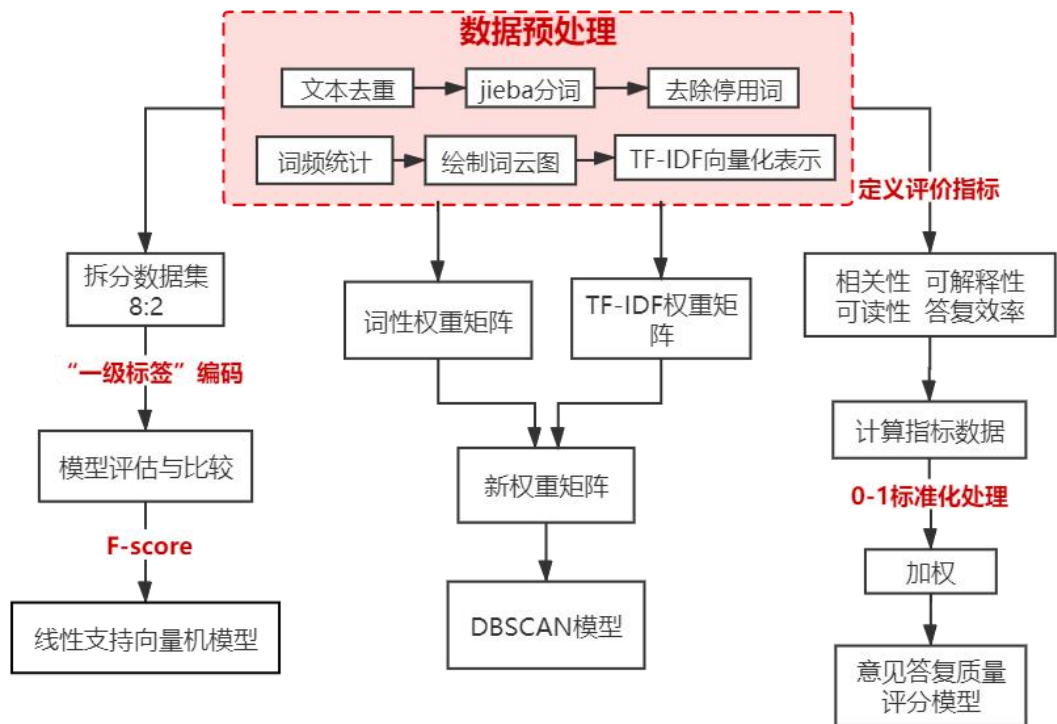 数据预处理
文本去重
jieba分词
去除停用词
词频统计
绘制词云图
TF-IDF向量化表示
拆分数据集
8:2
“一级标签”编码
模型评估与比较
F-score
线性支持向量机模型
词性权重矩阵
TF-IDF权重矩
阵
新权重矩阵
DBSCAN模型
定义评价指标
相关性 可解释性
可读性 答复效率
计算指标数据
0-1标准化处理
加权
意见答复质量
评分模型